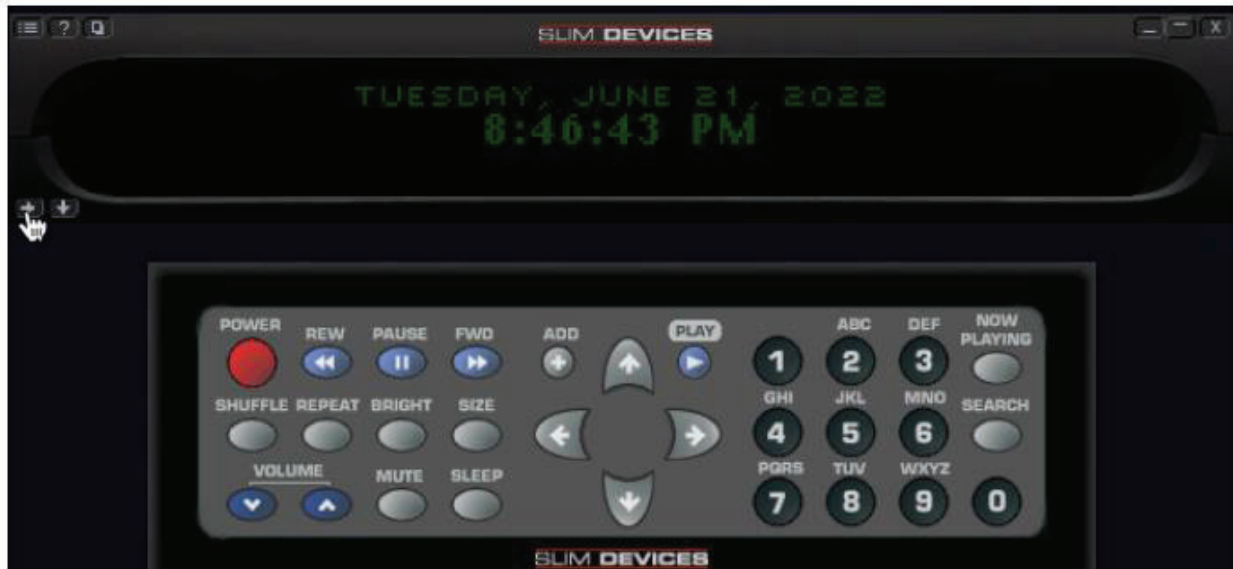 ?
SLIM DEVICES
X
TUESDAY, JUNE 21, 2022
8:46:43 PM
POWER REW PAUSE FWD ADD PLAY ABC DEF NOW PLAYING
1 2 3
SHUFFLE REPEAT BRIGHT SIZE GHI JKL MNO SEARCH
4 5 6
VOLUME MUTE SLEEP PQRS TUV WXYZ
7 8 9 0
SLIM DEVICES